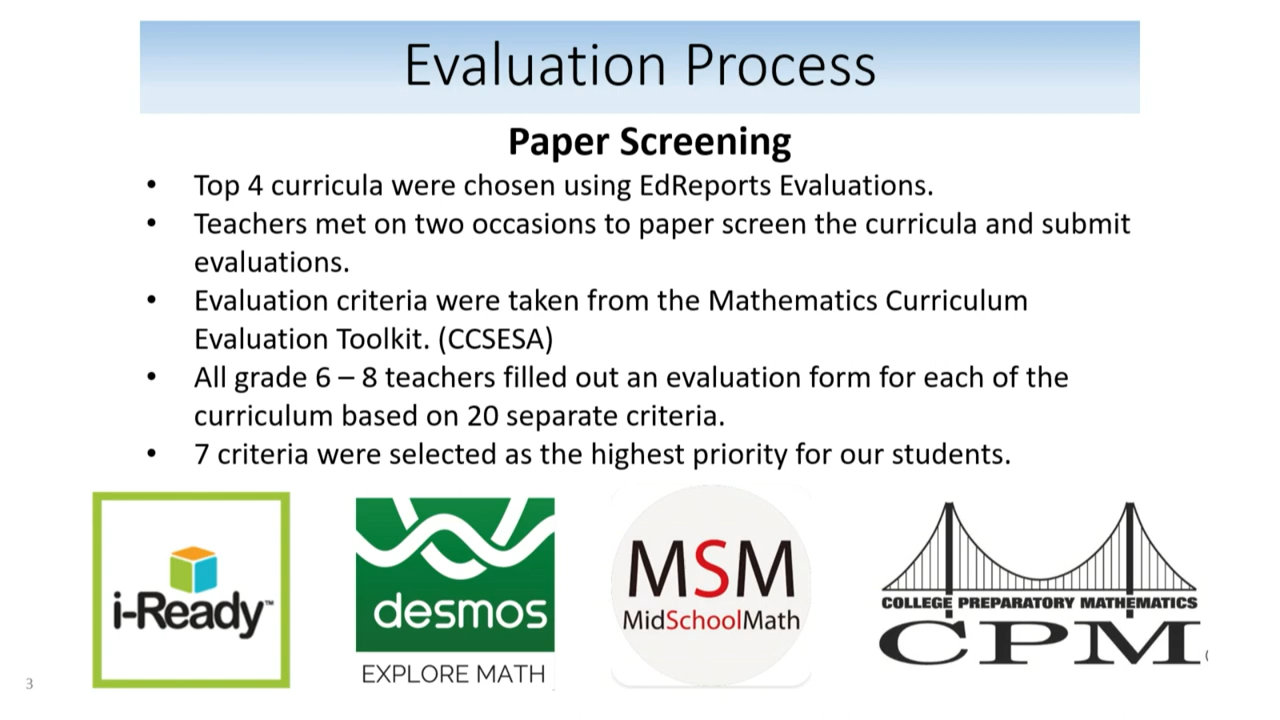 Evaluation Process
Paper Screening
• Top 4 curricula were chosen using EdReports Evaluations.
• Teachers met on two occasions to paper screen the curricula and submit
evaluations.
• Evaluation criteria were taken from the Mathematics Curriculum
Evaluation Toolkit. (CCSESA)
• All grade 6 – 8 teachers filled out an evaluation form for each of the
curriculum based on 20 separate criteria.
• 7 criteria were selected as the highest priority for our students.
i-Ready™
desmos
EXPLORE MATH
MSM
MidSchoolMath
COLLEGE PREPARATORY MATHEMATICS
CPM
3